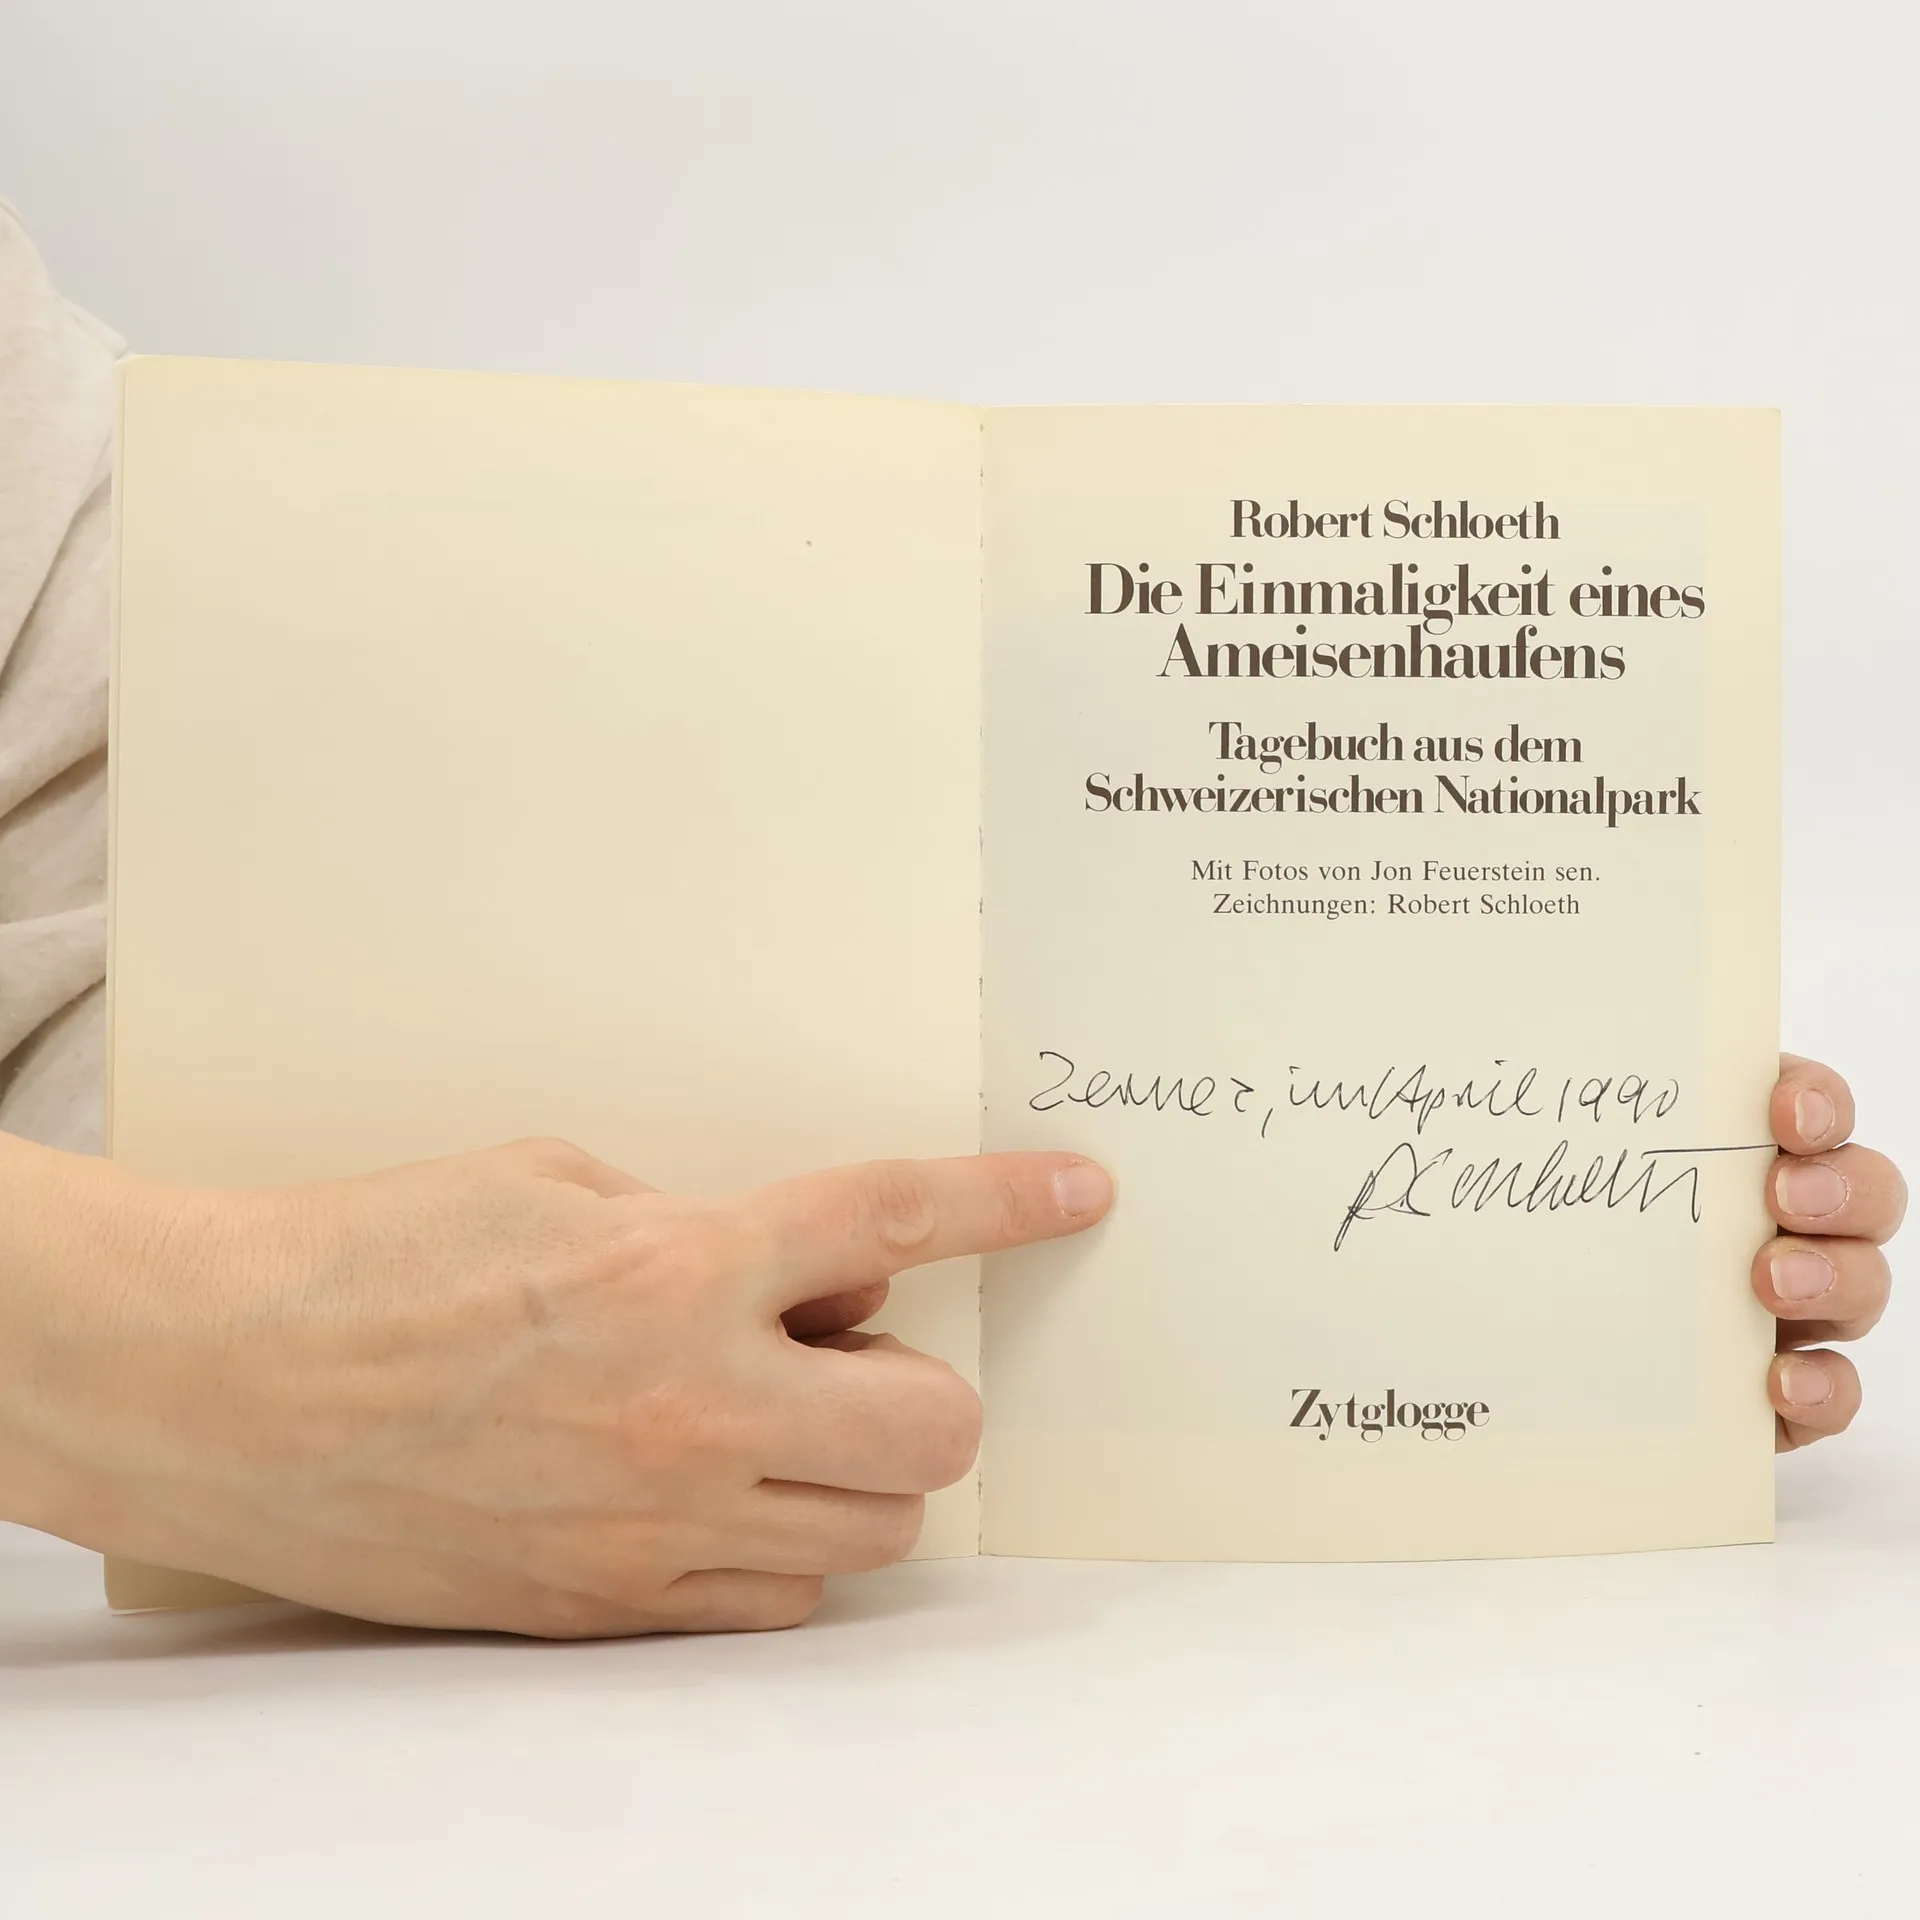 Robert Schloeth
Die Einmaligkeit eines
Ameisenhaufens
Tagebuch aus dem
Schweizerischen Nationalpark
Mit Fotos von Jon Feuerstein sen.
Zeichnungen: Robert Schloeth
Zernez, im April 1990
R Schloeth
Zytglogge